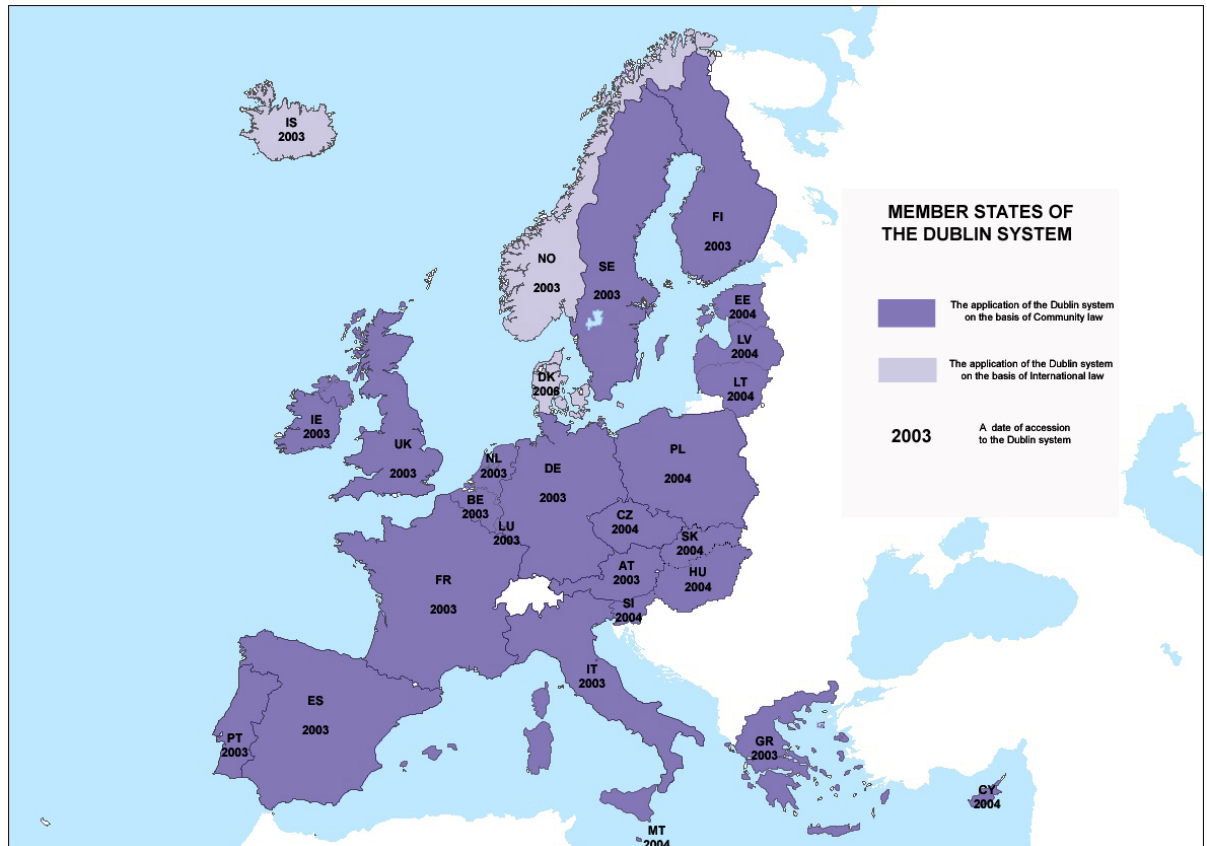 IS
2003
MEMBER STATES OF
THE DUBLIN SYSTEM
FI
2003
NO
2003
SE
2003
The application of the Dublin system
on the basis of Community law
EE
2004
LV
2004
The application of the Dublin system
on the basis of International law
DK
2006
LT
2004
IE
2003
2003
A date of accession
to the Dublin system
UK
2003
NL
2003
DE
2003
PL
2004
BE
2003
LU
2003
CZ
2004
SK
2004
AT
2003
HU
2004
FR
2003
SI
2004
IT
2003
ES
2003
PT
2003
GR
2003
CY
2004
MT
2004